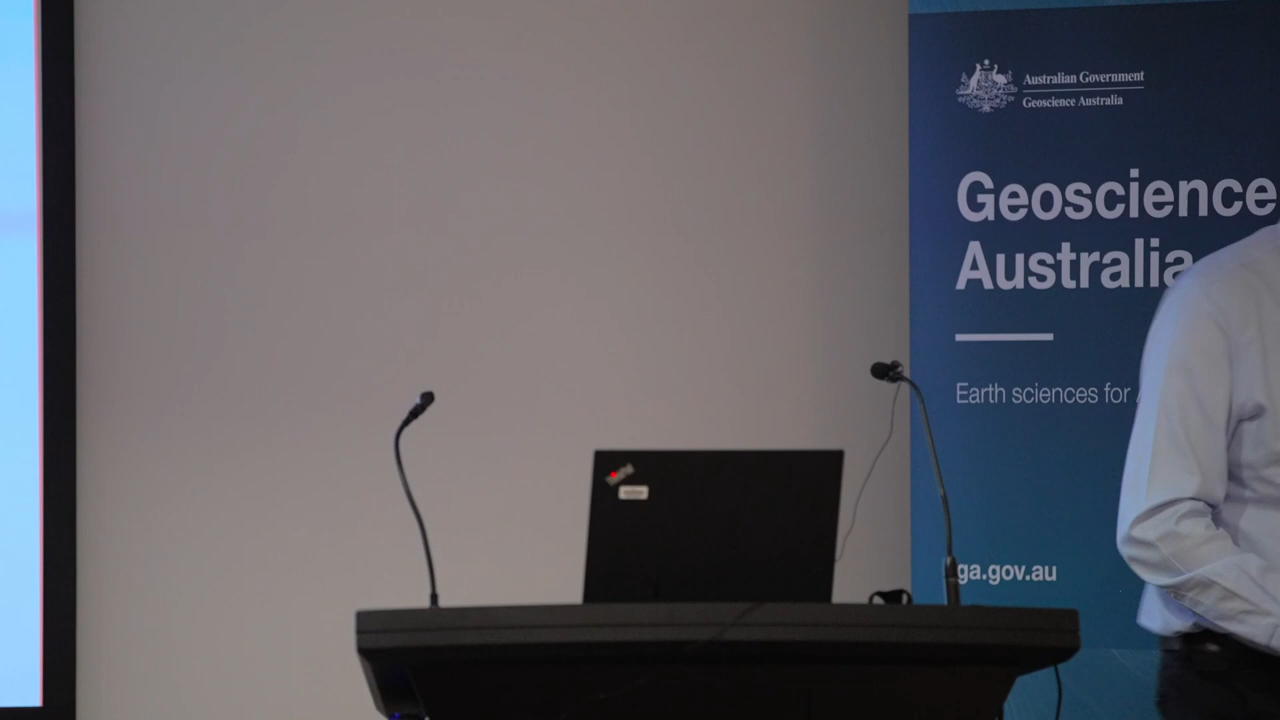 Australian Government
Geoscience Australia
Geoscience
Australia
Earth sciences for
ga.gov.au